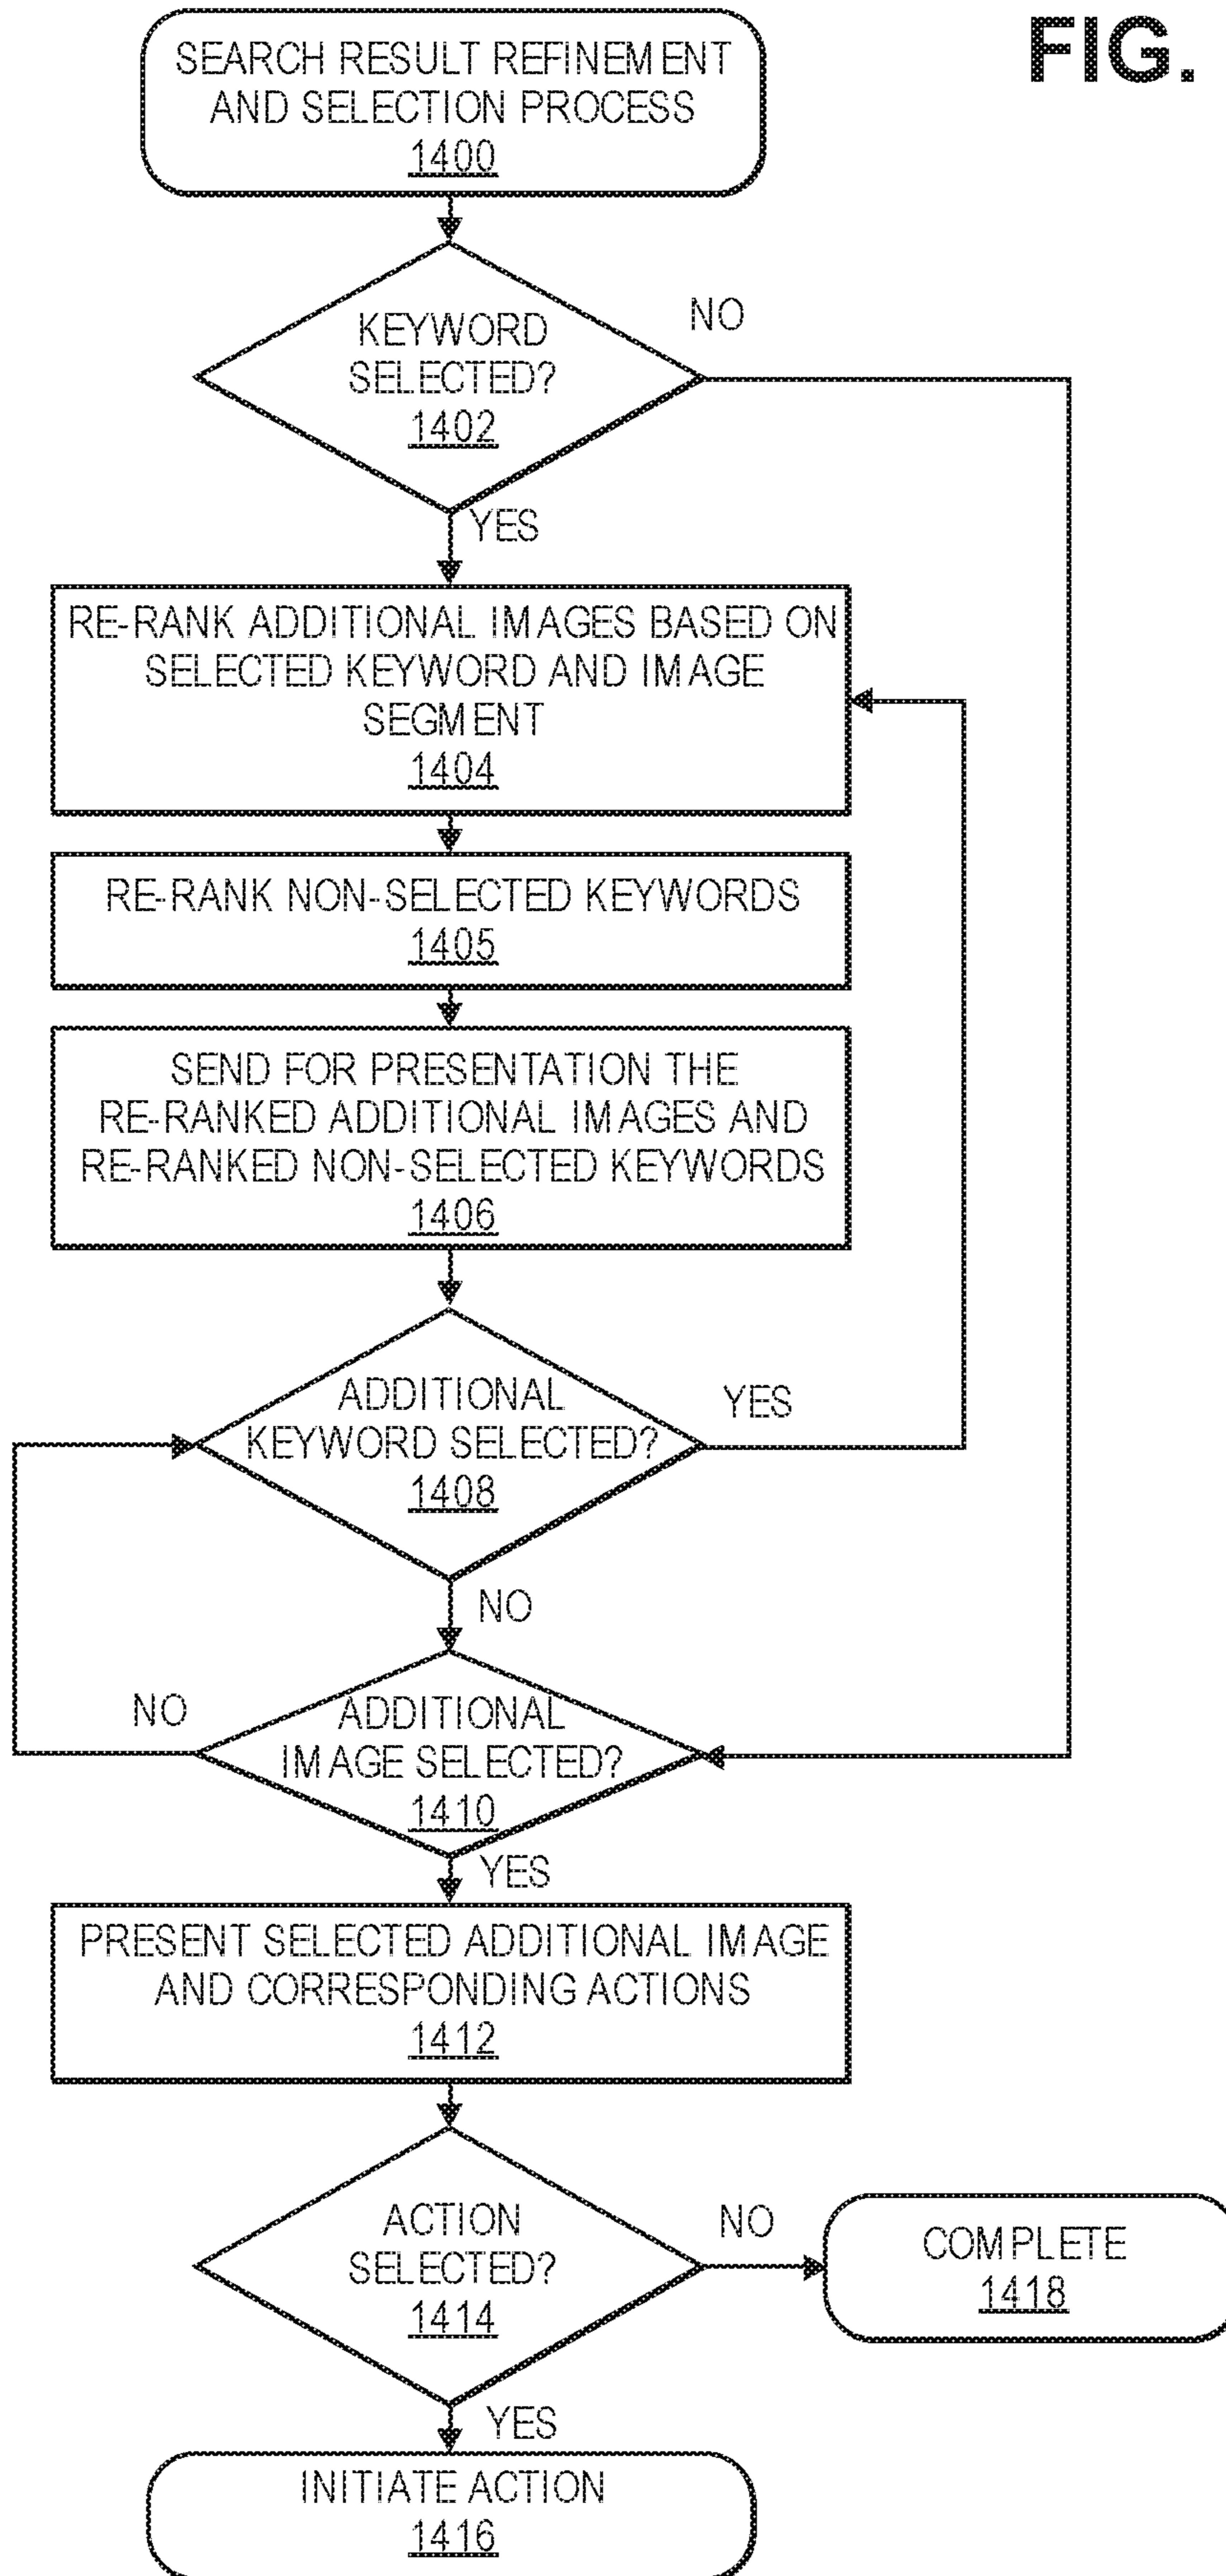 FIG.
SEARCH RESULT REFINEMENT
AND SELECTION PROCESS
1400
KEYWORD
SELECTED?
1402
NO
YES
RE-RANK ADDITIONAL IMAGES BASED ON
SELECTED KEYWORD AND IMAGE
SEGMENT
1404
RE-RANK NON-SELECTED KEYWORDS
1405
SEND FOR PRESENTATION THE
RE-RANKED ADDITIONAL IMAGES AND
RE-RANKED NON-SELECTED KEYWORDS
1406
ADDITIONAL
KEYWORD SELECTED?
1408
YES
NO
ADDITIONAL
IMAGE SELECTED?
1410
NO
YES
PRESENT SELECTED ADDITIONAL IMAGE
AND CORRESPONDING ACTIONS
1412
ACTION
SELECTED?
1414
NO
COMPLETE
1418
YES
INITIATE ACTION
1416